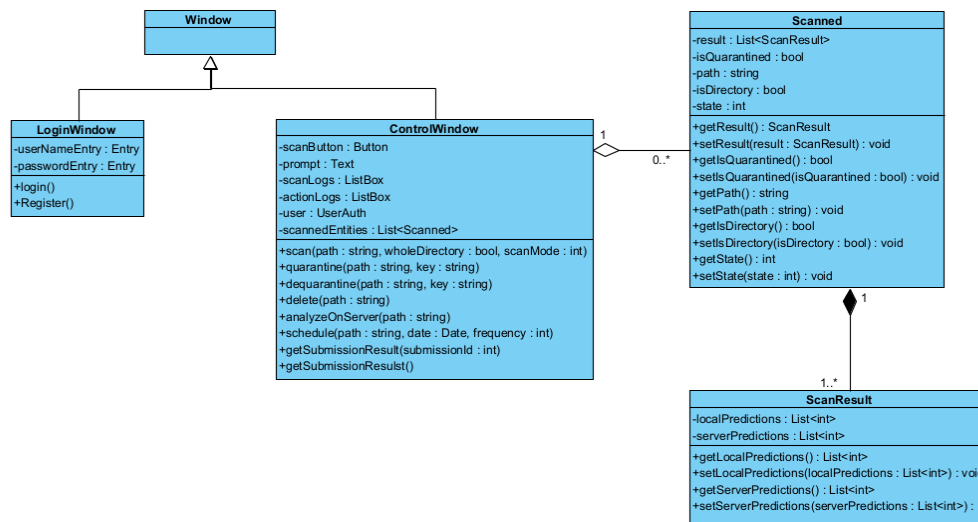 Window
LoginWindow
-userNameEntry : Entry
-passwordEntry : Entry
+login()
+Register()
ControlWindow
-scanButton : Button
-prompt : Text
-scanLogs : ListBox
-actionLogs : ListBox
-user : UserAuth
-scannedEntities : List<Scanned>
+scan(path : string, wholeDirectory : bool, scanMode : int)
+quarantine(path : string, key : string)
+dequarantine(path : string, key : string)
+delete(path : string)
+analyzeOnServer(path : string)
+schedule(path : string, date : Date, frequency : int)
+getSubmissionResult(submissionId : int)
+getSubmissionResulst()
1
0..*
Scanned
-result : List<ScanResult>
-isQuarantined : bool
-path : string
-isDirectory : bool
-state : int
+getResult() : ScanResult
+setResult(result : ScanResult) : void
+getIsQuarantined() : bool
+setIsQuarantined(isQuarantined : bool) : void
+getPath() : string
+setPath(path : string) : void
+getIsDirectory() : bool
+setIsDirectory(isDirectory : bool) : void
+getState() : int
+setState(state : int) : void
1
1..*
ScanResult
-localPredictions : List<int>
-serverPredictions : List<int>
+getLocalPredictions() : List<int>
+setLocalPredictions(localPredictions : List<int>) : voi
+getServerPredictions() : List<int>
+setServerPredictions(serverPredictions : List<int>) :